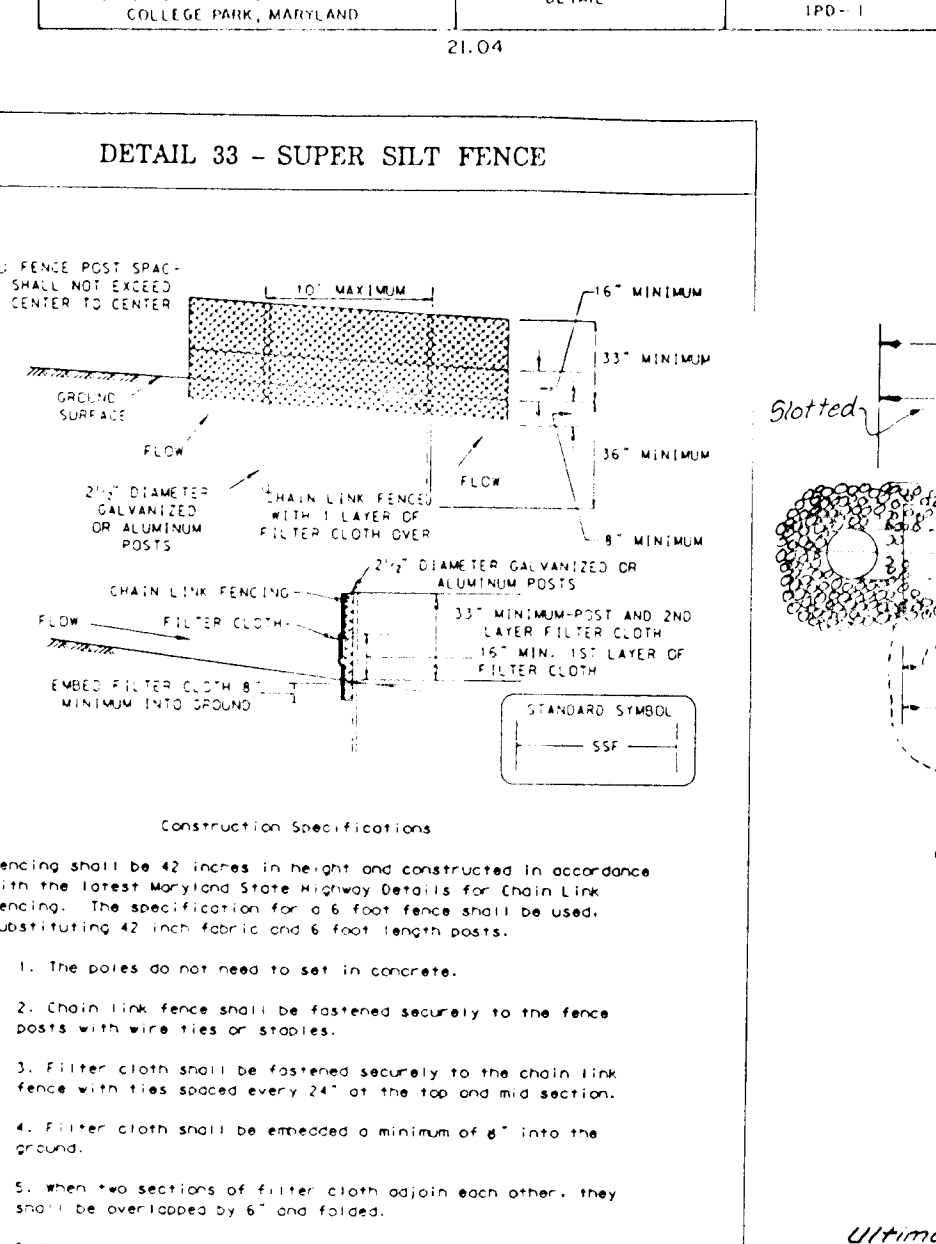 COLLEGE PARK, MARYLAND
DETAIL
IPD-1
21.04
DETAIL 33 - SUPER SILT FENCE
FENCE POST SPAC-
SHALL NOT EXCEED
CENTER TO CENTER
10' MAXIMUM
16" MINIMUM
33" MINIMUM
GROUND
SURFACE
Slotted
FLOW
36" MINIMUM
FLOW
2½" DIAMETER
GALVANIZED
OR ALUMINUM
POSTS
CHAIN LINK FENCE
WITH 1 LAYER OF
FILTER CLOTH OVER
8" MINIMUM
2½" DIAMETER GALVANIZED OR
ALUMINUM POSTS
CHAIN LINK FENCING
FLOW
FILTER CLOTH
33" MINIMUM-POST AND 2ND
LAYER FILTER CLOTH
16" MIN. 1ST LAYER OF
FILTER CLOTH
EMBED FILTER CLOTH 8"
MINIMUM INTO GROUND
STANDARD SYMBOL
SSF
Construction Specifications
encing shall be 42 inches in height and constructed in accordance
ith the latest Maryland State Highway Details for Chain Link
encing. The specification for a 6 foot fence shall be used,
ubstituting 42 inch fabric and 6 foot length posts.
1. The poles do not need to set in concrete.
2. Chain link fence shall be fastened securely to the fence
posts with wire ties or staples.
3. Filter cloth shall be fastened securely to the chain link
fence with ties spaced every 24" at the top and mid section.
4. Filter cloth shall be embedded a minimum of 8" into the
ground.
5. When two sections of filter cloth adjoin each other, they
shall be overlapped by 6" and folded.
Ultima